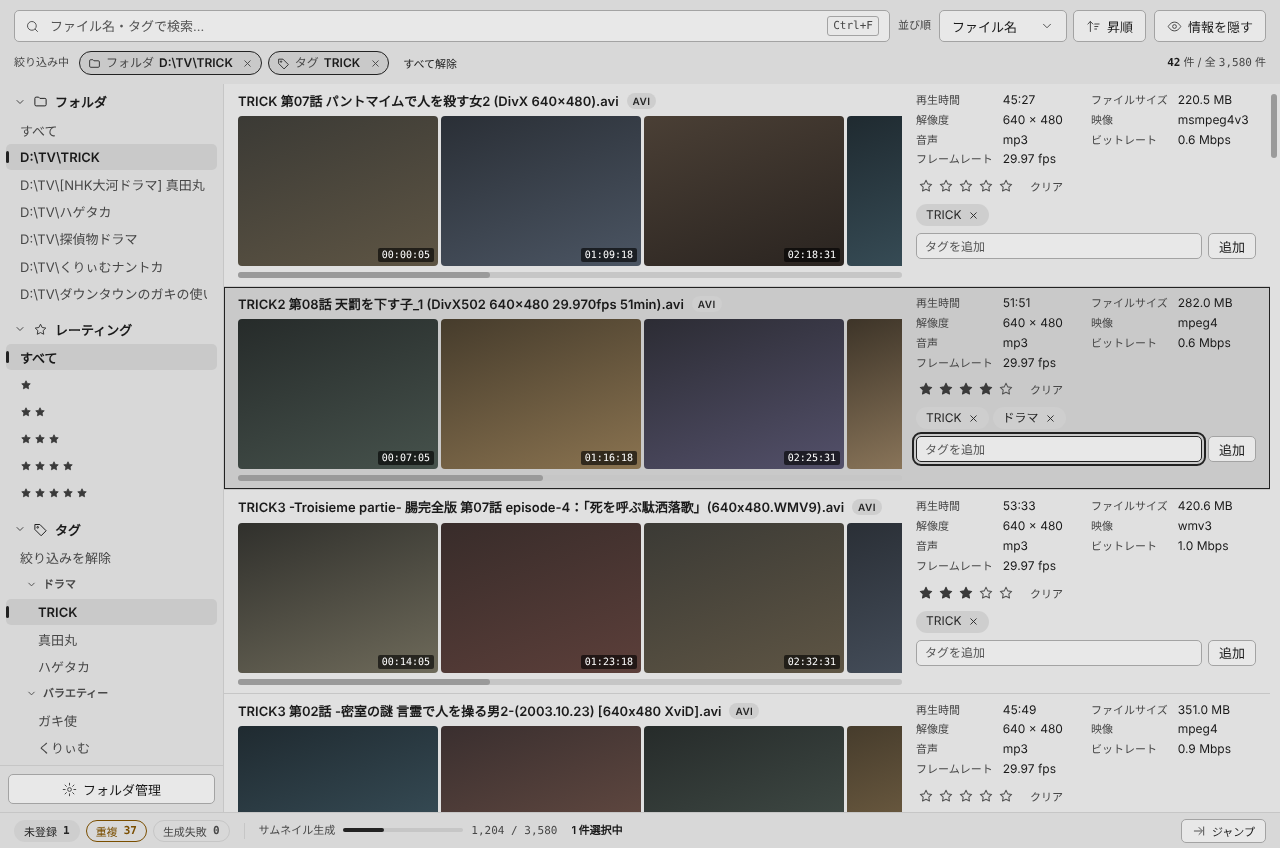 ファイル名・タグで検索... Ctrl+F 並び順 ファイル名 昇順 情報を隠す
絞り込み中 フォルダ D:\TV\TRICK × タグ TRICK × すべて解除 42 件 / 全 3,580 件
フォルダ
すべて
D:\TV\TRICK
D:\TV\[NHK大河ドラマ] 真田丸
D:\TV\ハゲタカ
D:\TV\探偵物ドラマ
D:\TV\くりぃむナントカ
D:\TV\ダウンタウンのガキの使い
レーティング
すべて
★
★★
★★★
★★★★
★★★★★
タグ
絞り込みを解除
ドラマ
TRICK
真田丸
ハゲタカ
バラエティー
ガキ使
くりぃむ
フォルダ管理
TRICK 第07話 パントマイムで人を殺す女2 (DivX 640×480).avi AVI
00:00:05 01:09:18 02:18:31
再生時間 45:27 ファイルサイズ 220.5 MB
解像度 640 × 480 映像 msmpeg4v3
音声 mp3 ビットレート 0.6 Mbps
フレームレート 29.97 fps
☆☆☆☆☆ クリア
TRICK ×
タグを追加 追加
TRICK2 第08話 天罰を下す子_1 (DivX502 640×480 29.970fps 51min).avi AVI
00:07:05 01:16:18 02:25:31
再生時間 51:51 ファイルサイズ 282.0 MB
解像度 640 × 480 映像 mpeg4
音声 mp3 ビットレート 0.6 Mbps
フレームレート 29.97 fps
★★★★☆ クリア
TRICK × ドラマ ×
タグを追加 追加
TRICK3 -Troisieme partie- 腸完全版 第07話 episode-4：「死を呼ぶ駄洒落歌」(640x480.WMV9).avi AVI
00:14:05 01:23:18 02:32:31
再生時間 53:33 ファイルサイズ 420.6 MB
解像度 640 × 480 映像 wmv3
音声 mp3 ビットレート 1.0 Mbps
フレームレート 29.97 fps
★★★☆☆ クリア
TRICK ×
タグを追加 追加
TRICK3 第02話 -密室の謎 言霊で人を操る男2-(2003.10.23) [640x480 XviD].avi AVI
再生時間 45:49 ファイルサイズ 351.0 MB
解像度 640 × 480 映像 mpeg4
音声 mp3 ビットレート 0.9 Mbps
フレームレート 29.97 fps
☆☆☆☆☆ クリア
未登録 1 重複 37 生成失敗 0 サムネイル生成 1,204 / 3,580 1件選択中 ジャンプ